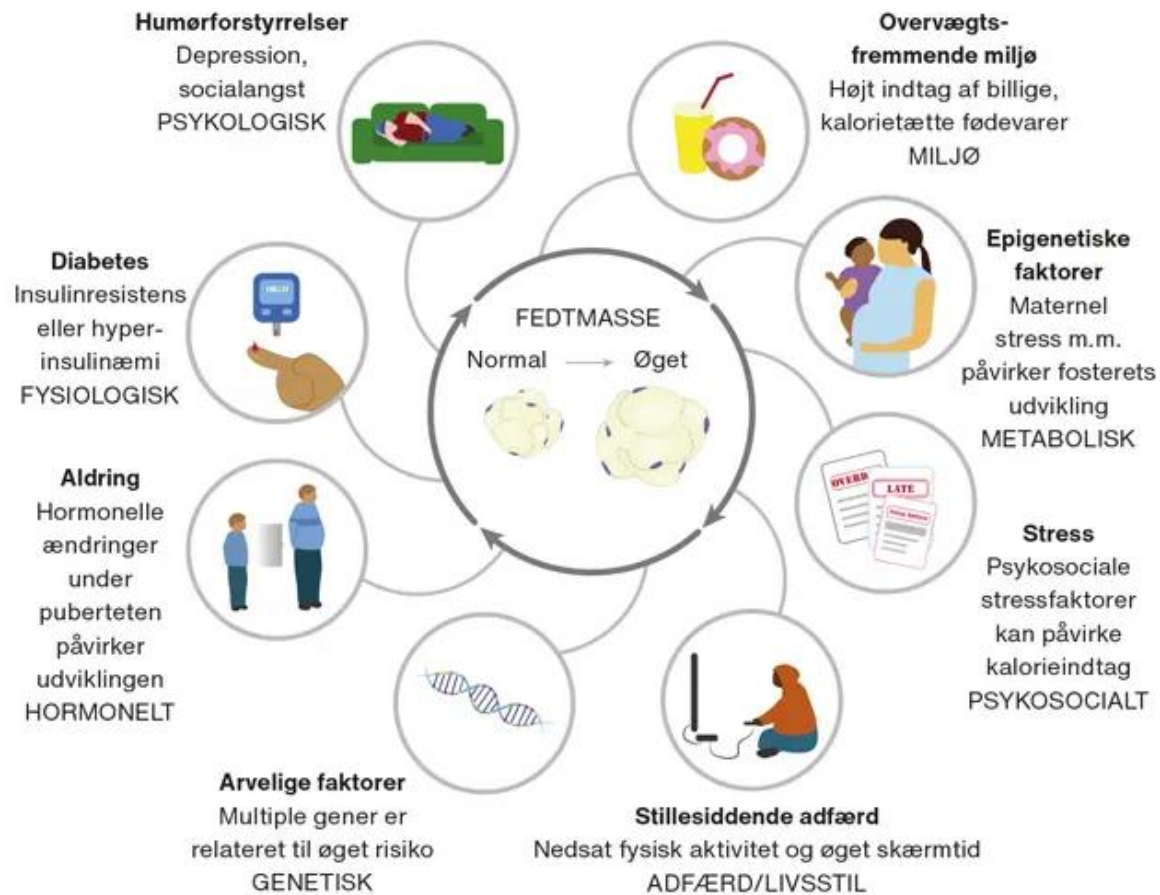 Humørforstyrrelser
Depression,
socialangst
PSYKOLOGISK
Overvægts-
fremmende miljø
Højt indtag af billige,
kalorietætte fødevarer
MILJØ
Epigenetiske
faktorer
Maternel
stress m.m.
påvirker fosterets
udvikling
METABOLISK
OVERD
LATE
Stress
Psykosociale
stressfaktorer
kan påvirke
kalorieindtag
PSYKOSOCIALT
Stillesiddende adfærd
Nedsat fysisk aktivitet og øget skærmtid
ADFÆRD/LIVSSTIL
Arvelige faktorer
Multiple gener er
relateret til øget risiko
GENETISK
Aldring
Hormonelle
ændringer
under
puberteten
påvirker
udviklingen
HORMONELT
Diabetes
Insulinresistens
eller hyper-
insulinæmi
FYSIOLOGISK
FEDTMASSE
Normal
Øget